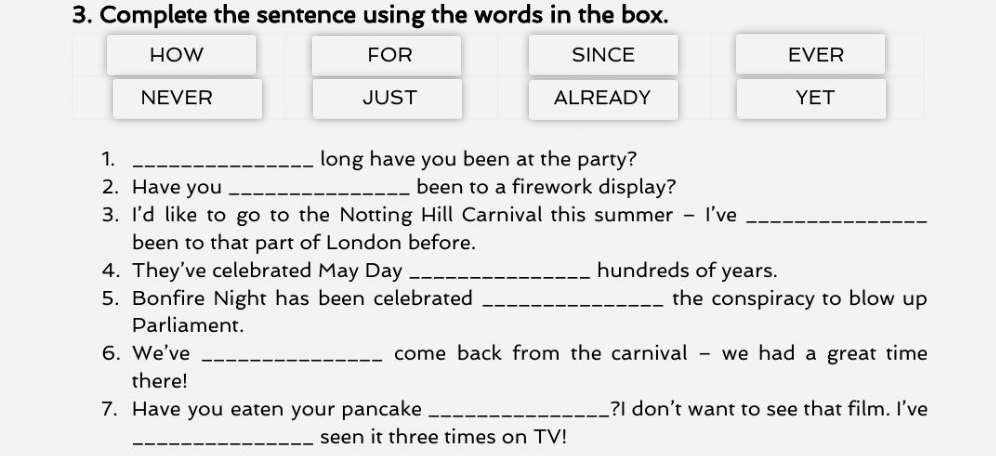 3. Complete the sentence using the words in the box.
HOW FOR SINCE EVER
NEVER JUST ALREADY YET
1. _______________ long have you been at the party?
2. Have you _______________ been to a firework display?
3. I'd like to go to the Notting Hill Carnival this summer – I've _______________
been to that part of London before.
4. They've celebrated May Day _______________ hundreds of years.
5. Bonfire Night has been celebrated _______________ the conspiracy to blow up
Parliament.
6. We've _______________ come back from the carnival – we had a great time
there!
7. Have you eaten your pancake _______________?I don't want to see that film. I've
_______________ seen it three times on TV!